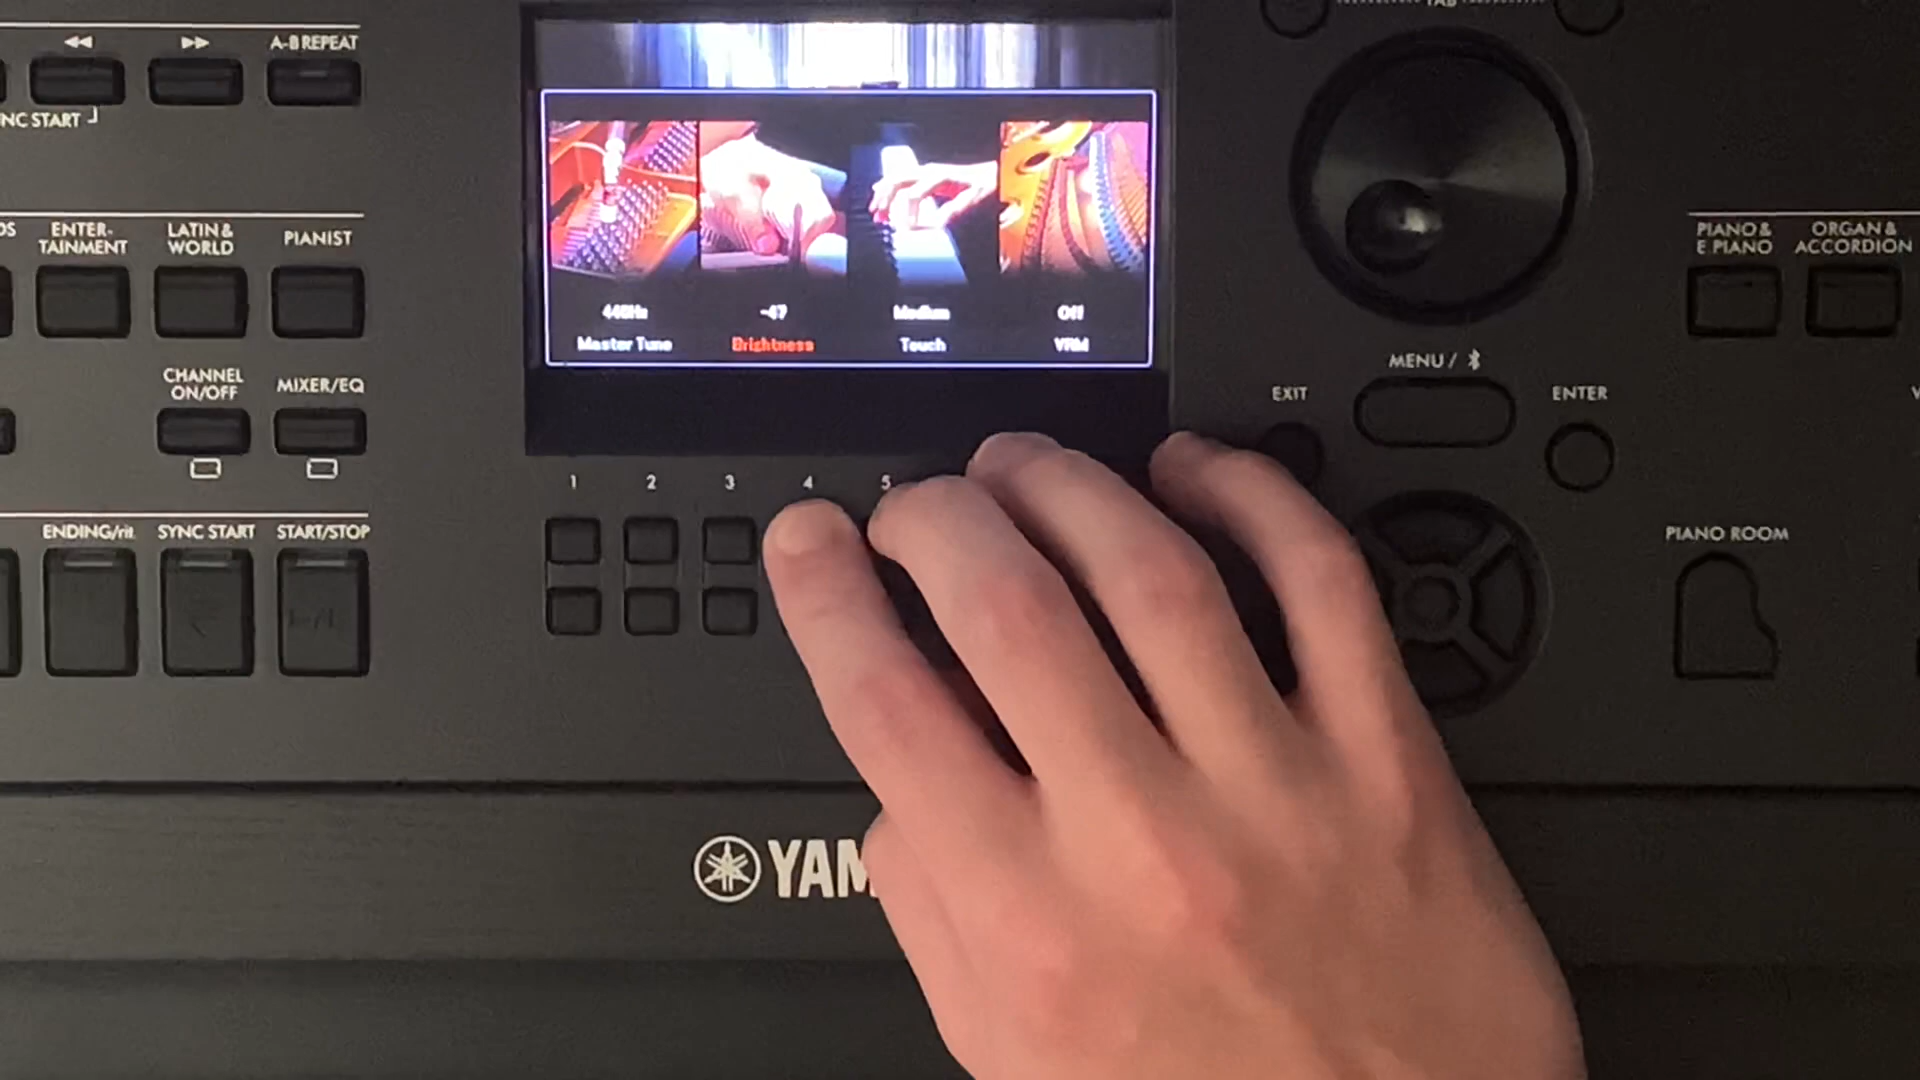 TAB
A-B REPEAT
NC START
ENTER-
TAINMENT
LATIN &
WORLD
PIANIST
PIANO &
E PIANO
ORGAN &
ACCORDION
440Hz
-47
Medium
Off
Master Tune
Brightness
Touch
VRM
CHANNEL
ON/OFF
MIXER/EQ
MENU /
EXIT
ENTER
1 2 3 4 5
ENDING/rit.
SYNC START
START/STOP
PIANO ROOM
YAM